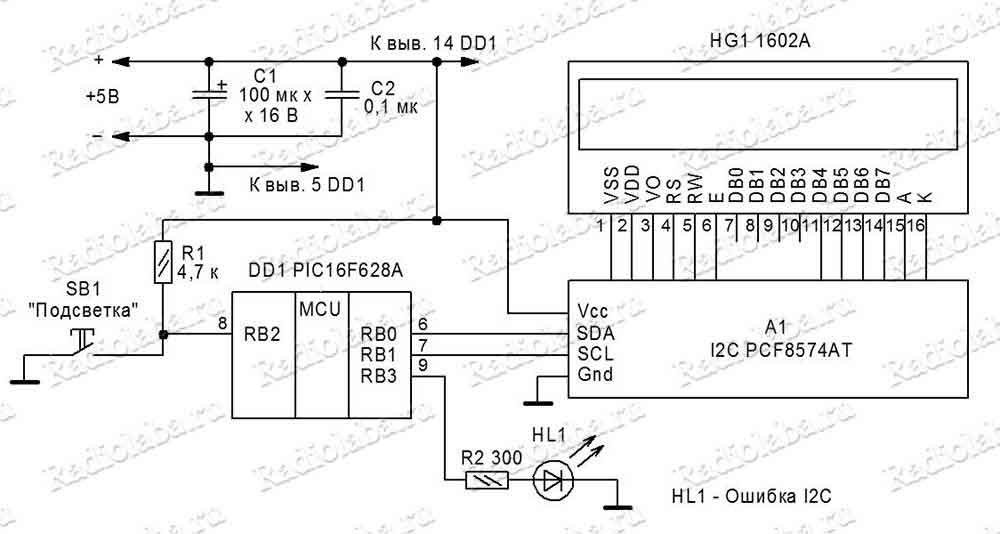 К выв. 14 DD1
HG1 1602A
+
+5В
−
C1
100 мк х
х 16 В
+
C2
0,1 мк
К выв. 5 DD1
VSS
VDD
VO
RS
RW
E
DB0
DB1
DB2
DB3
DB4
DB5
DB6
DB7
A
K
1
2
3
4
5
6
7
8
9
10
11
12
13
14
15
16
R1
4,7 к
DD1 PIC16F628A
SB1
"Подсветка"
8
RB2
MCU
RB0
RB1
RB3
6
7
9
Vcc
SDA
SCL
Gnd
A1
I2C PCF8574AT
R2 300
HL1
HL1 - Ошибка I2C
Radiolaba.ru